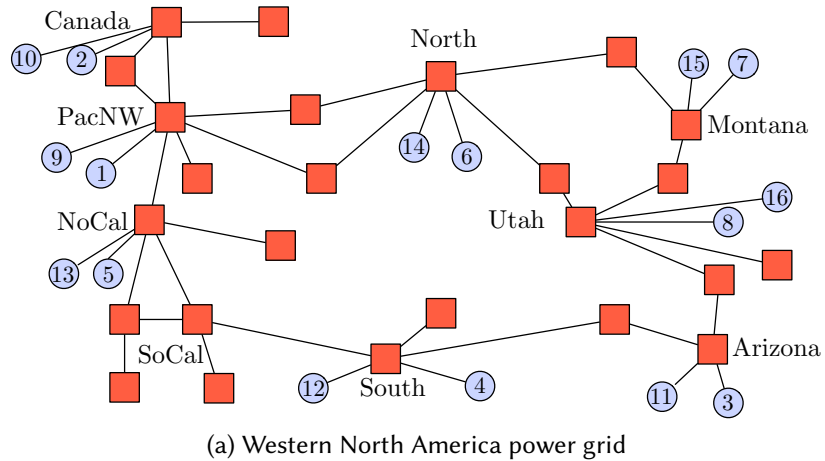 Canada
10
2
North
15
7
PacNW
Montana
9
1
14
6
NoCal
Utah
16
8
13
5
SoCal
South
12
4
Arizona
11
3
(a) Western North America power grid